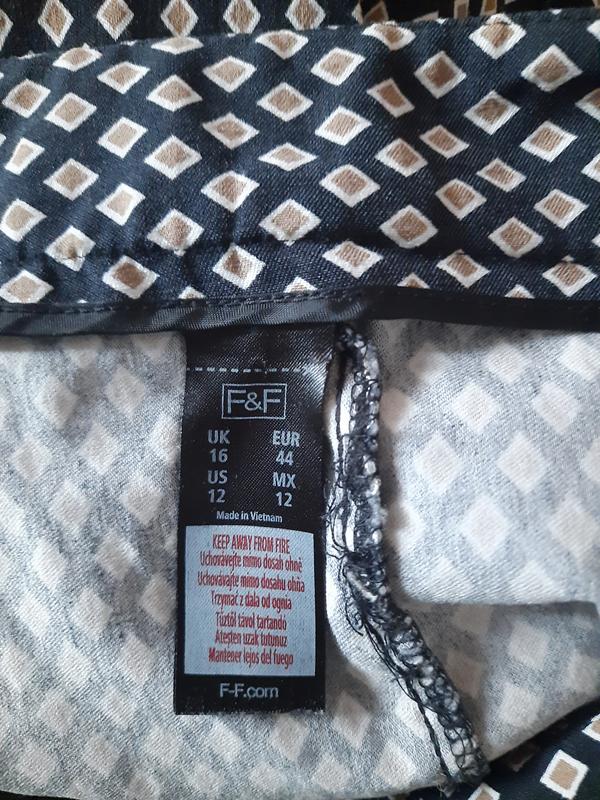 F&F
UK EUR
16 44
US MX
12 12
Made in Vietnam
KEEP AWAY FROM FIRE
Uchovávejte mimo dosah ohně
Uchovávajte mimo dosahu ohňa
Trzymać z dala od ognia
Tűztől távol tartandó
Ateşten uzak tutunuz
Mantener lejos del fuego
F-F.com